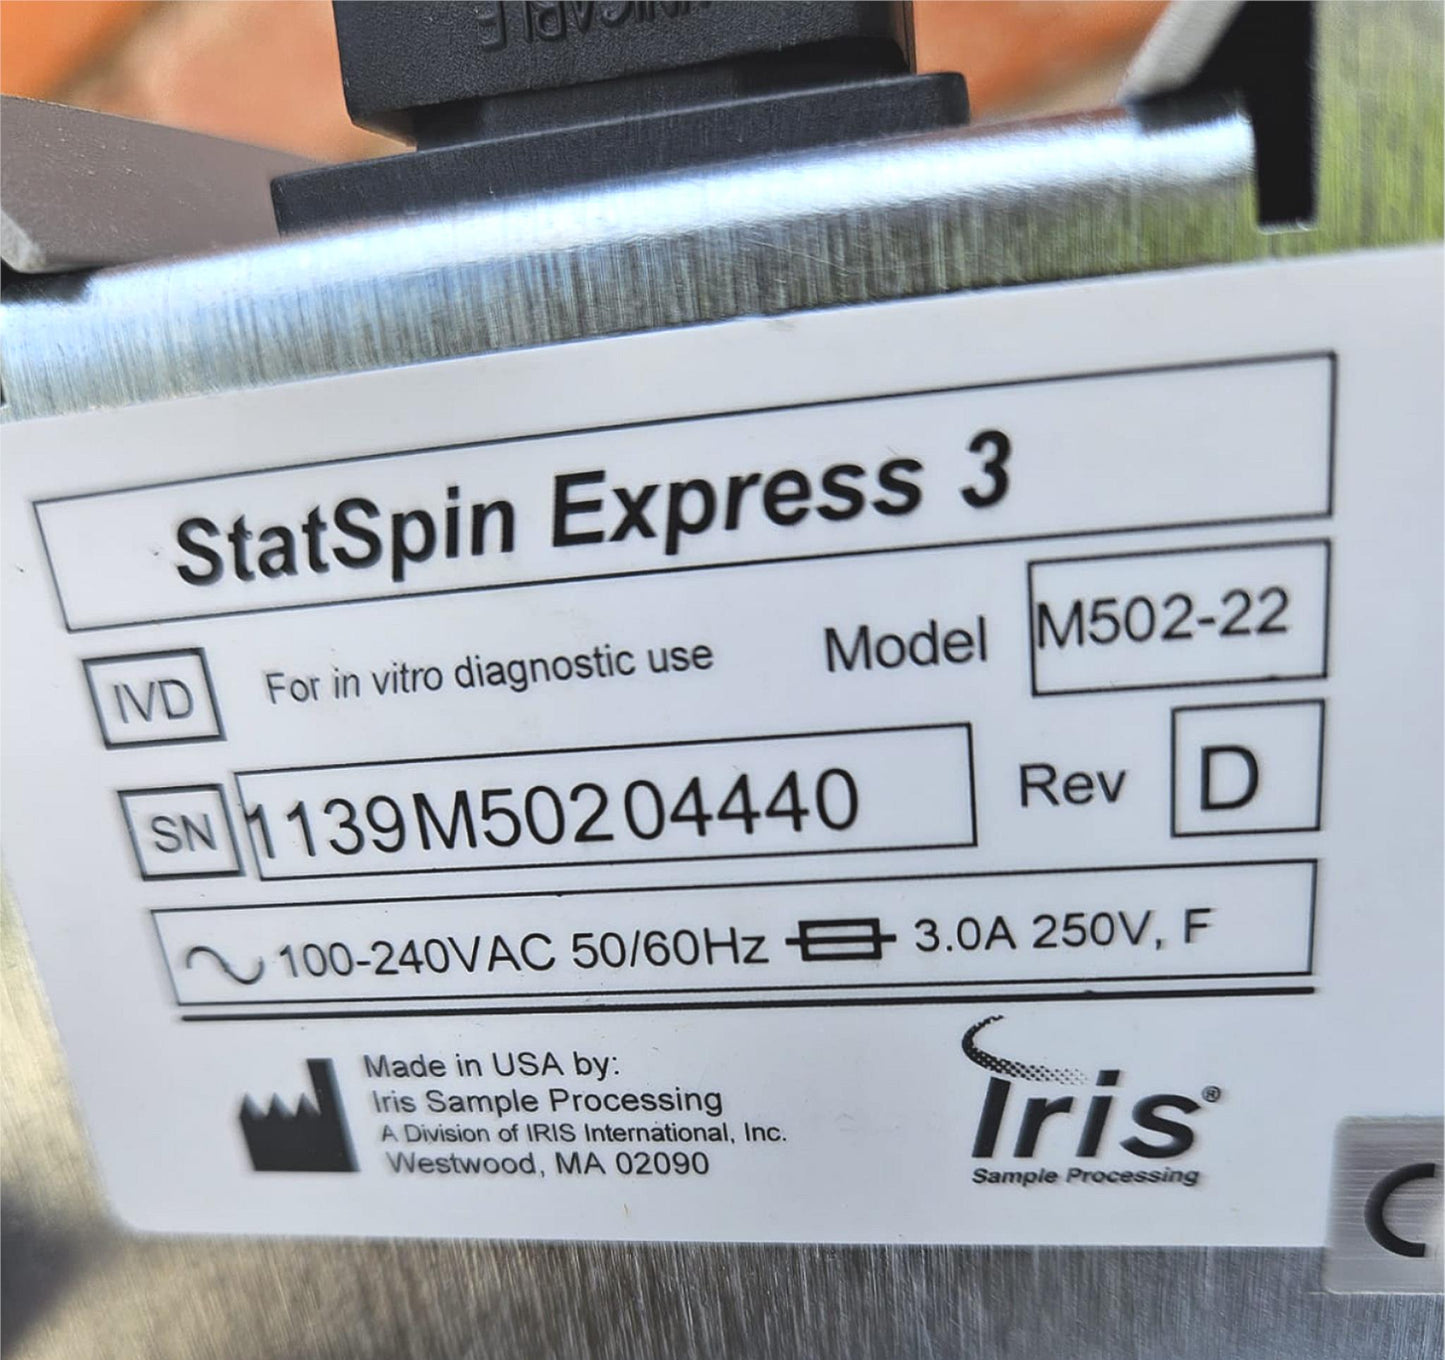 StatSpin Express 3
IVD For in vitro diagnostic use Model M502-22
SN 1139M50204440 Rev D
100-240VAC 50/60Hz 3.0A 250V, F
Made in USA by:
Iris Sample Processing
A Division of IRIS International, Inc.
Westwood, MA 02090
Iris®
Sample Processing